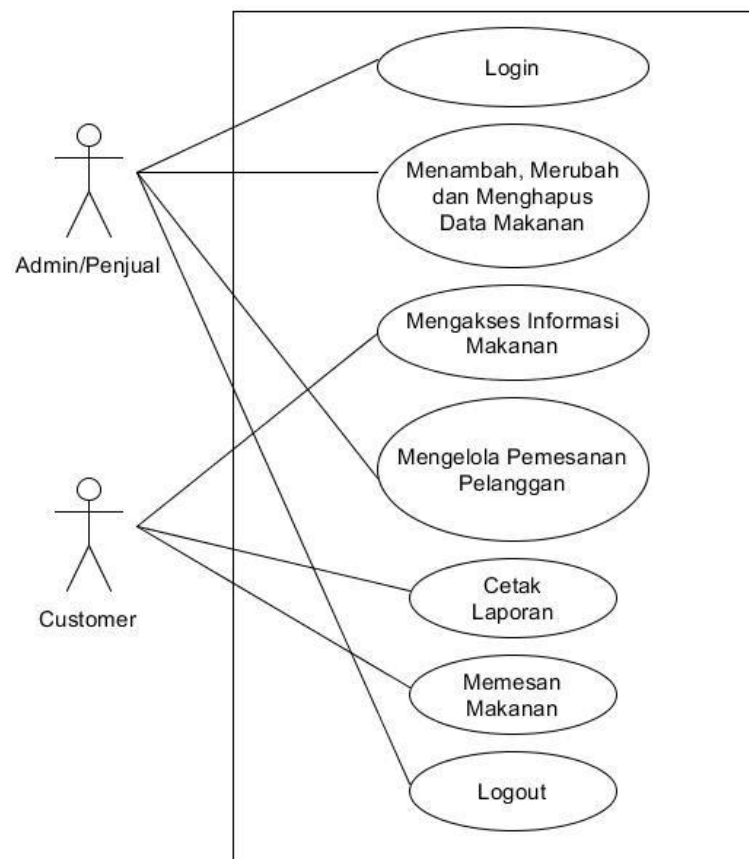 Login
Menambah, Merubah
dan Menghapus
Data Makanan
Admin/Penjual
Mengakses Informasi
Makanan
Mengelola Pemesanan
Pelanggan
Cetak
Laporan
Customer
Memesan
Makanan
Logout